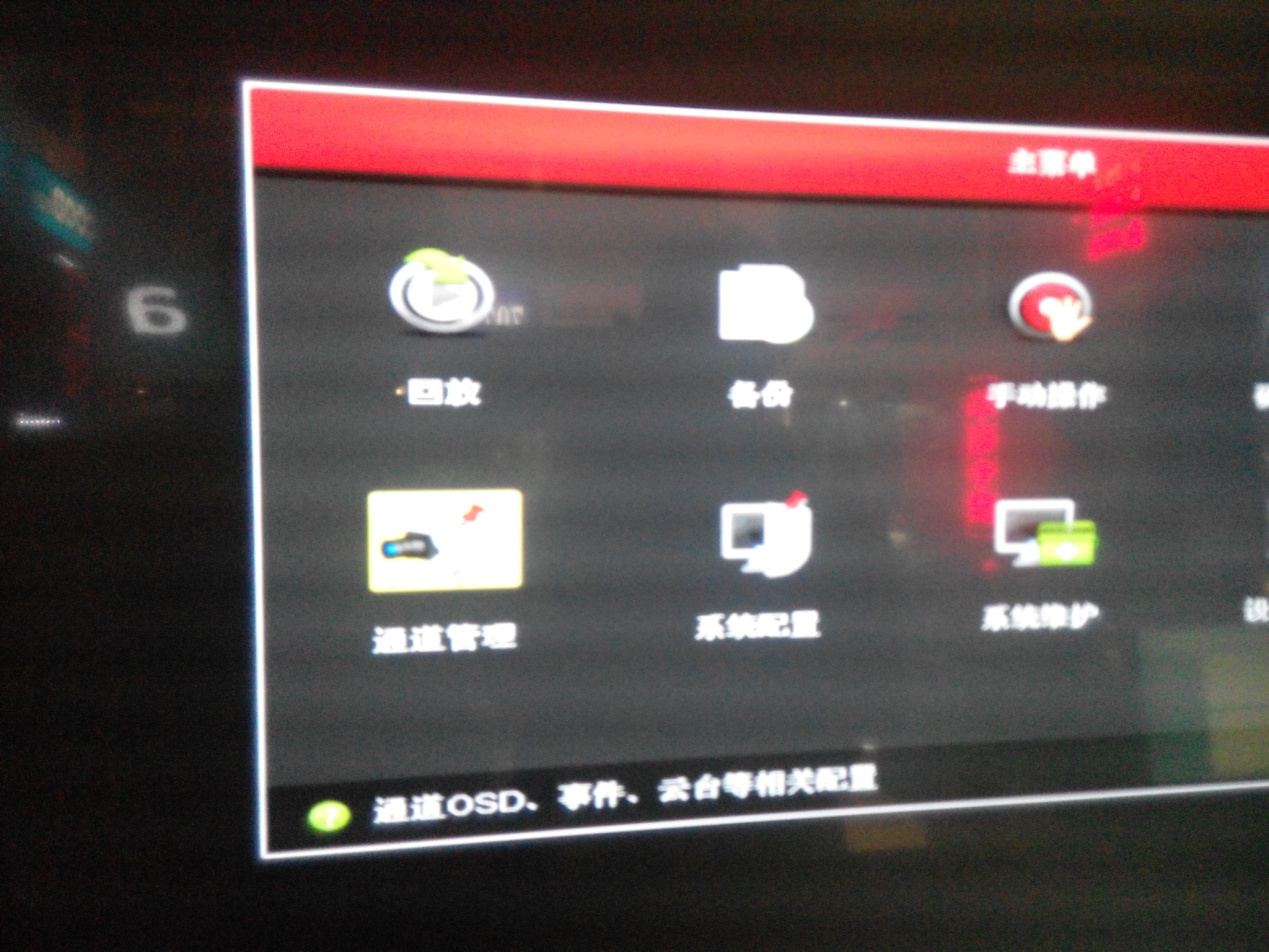 主菜单
回放
备份
手动操作
通道管理
系统配置
系统维护
设
通道OSD、事件、云台等相关配置